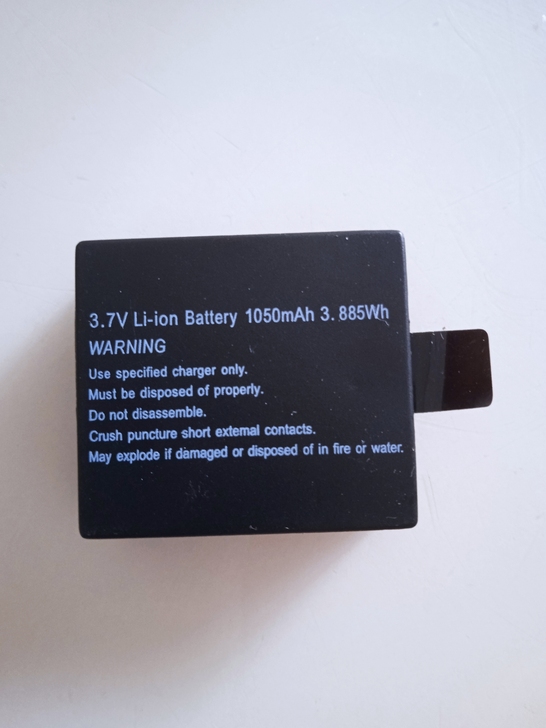 3.7V Li-ion Battery 1050mAh 3. 885Wh
WARNING
Use specified charger only.
Must be disposed of properly.
Do not disassemble.
Crush puncture short external contacts.
May explode if damaged or disposed of in fire or water.